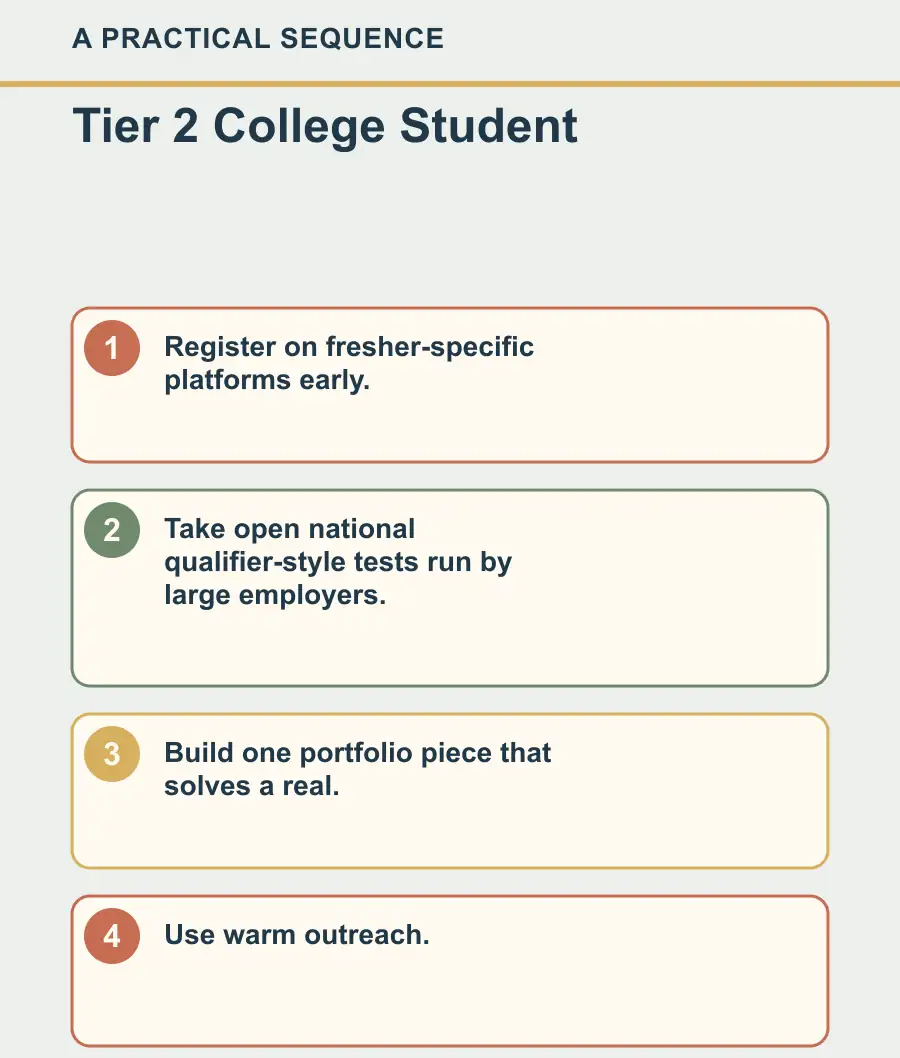 A PRACTICAL SEQUENCE
Tier 2 College Student
1
Register on fresher-specific
platforms early.
2
Take open national
qualifier-style tests run by
large employers.
3
Build one portfolio piece that
solves a real.
4
Use warm outreach.